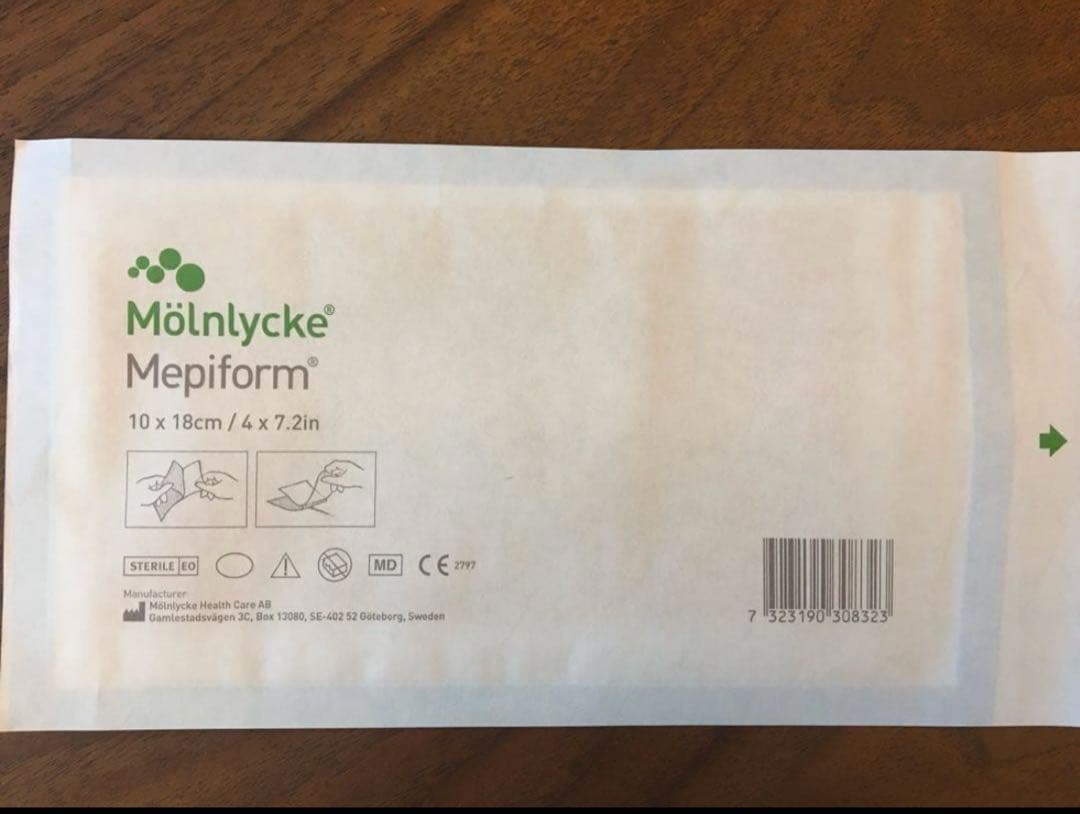 Mölnlycke®
Mepiform®
10 x 18cm / 4 x 7.2in
STERILE EO MD CE 2797
Manufacturer
Mölnlycke Health Care AB
Gamlestadsvägen 3C, Box 13080, SE-402 52 Göteborg, Sweden
7 323190 308323